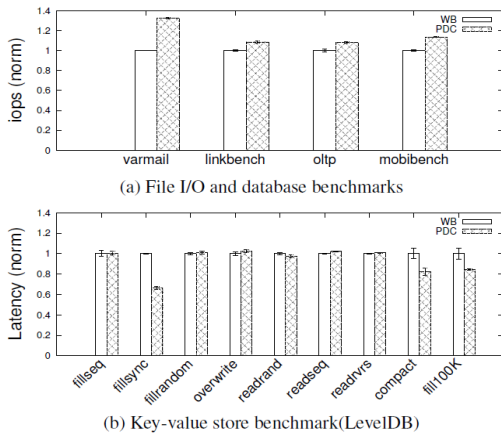 1.4
1.2
1
0.8
0.6
0.4
0.2
0
iops (norm)
WB
PDC
varmail
linkbench
oltp
mobibench
(a) File I/O and database benchmarks
1.4
1.2
1
0.8
0.6
0.4
0.2
0
Latency (norm)
WB
PDC
fillseq
fillsync
fillrandom
overwrite
readrand
readseq
readrvrs
compact
fill100K
(b) Key-value store benchmark(LevelDB)